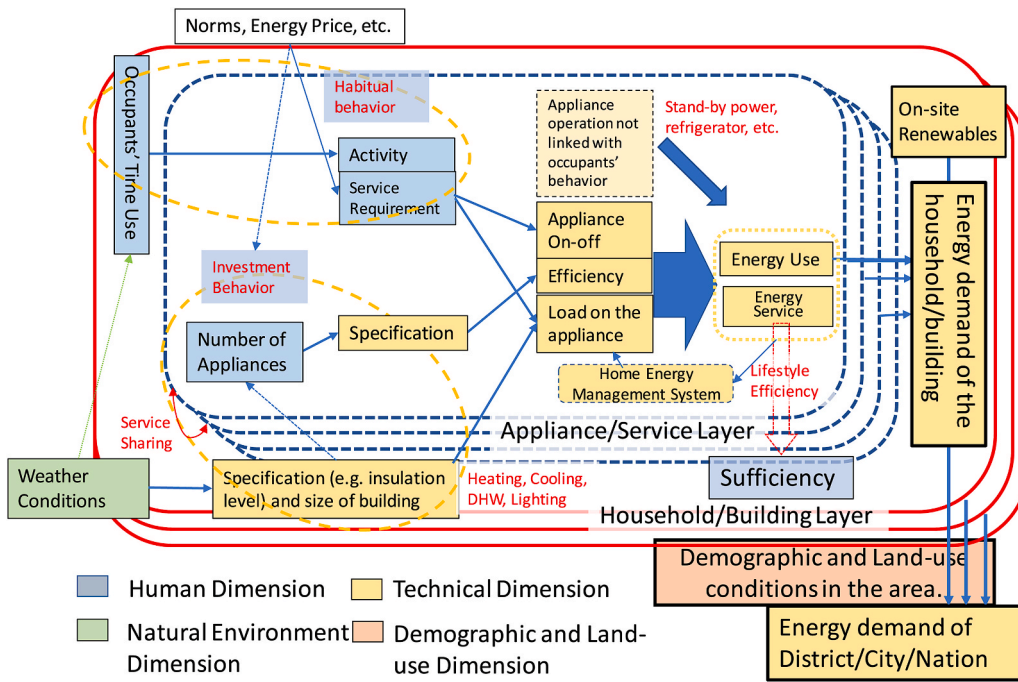 Norms, Energy Price, etc.
Occupants' Time Use
Habitual
behavior
Activity
Service
Requirement
Appliance
operation not
linked with
occupants'
behavior
Stand-by power,
refrigerator, etc.
On-site
Renewables
Appliance
On-off
Efficiency
Load on the
appliance
Energy Use
Energy
Service
Energy demand of the
household/building
Investment
Behavior
Number of
Appliances
Specification
Home Energy
Management System
Lifestyle
Efficiency
Service
Sharing
Appliance/Service Layer
Weather
Conditions
Specification (e.g. insulation
level) and size of building
Heating, Cooling,
DHW, Lighting
Sufficiency
Household/Building Layer
Demographic and Land-use
conditions in the area.
Energy demand of
District/City/Nation
Human Dimension
Technical Dimension
Natural Environment
Dimension
Demographic and Land-
use Dimension